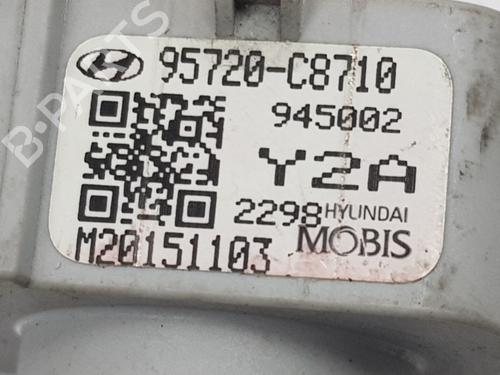 95720-C8710
945002
Y2A
2298 HYUNDAI
MOBIS
M20151103
B-PARTS